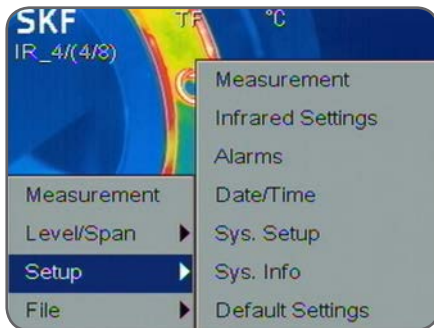 SKF TF °C
IR_4/(4/8)
Measurement
Level/Span
Setup
File
Measurement
Infrared Settings
Alarms
Date/Time
Sys. Setup
Sys. Info
Default Settings